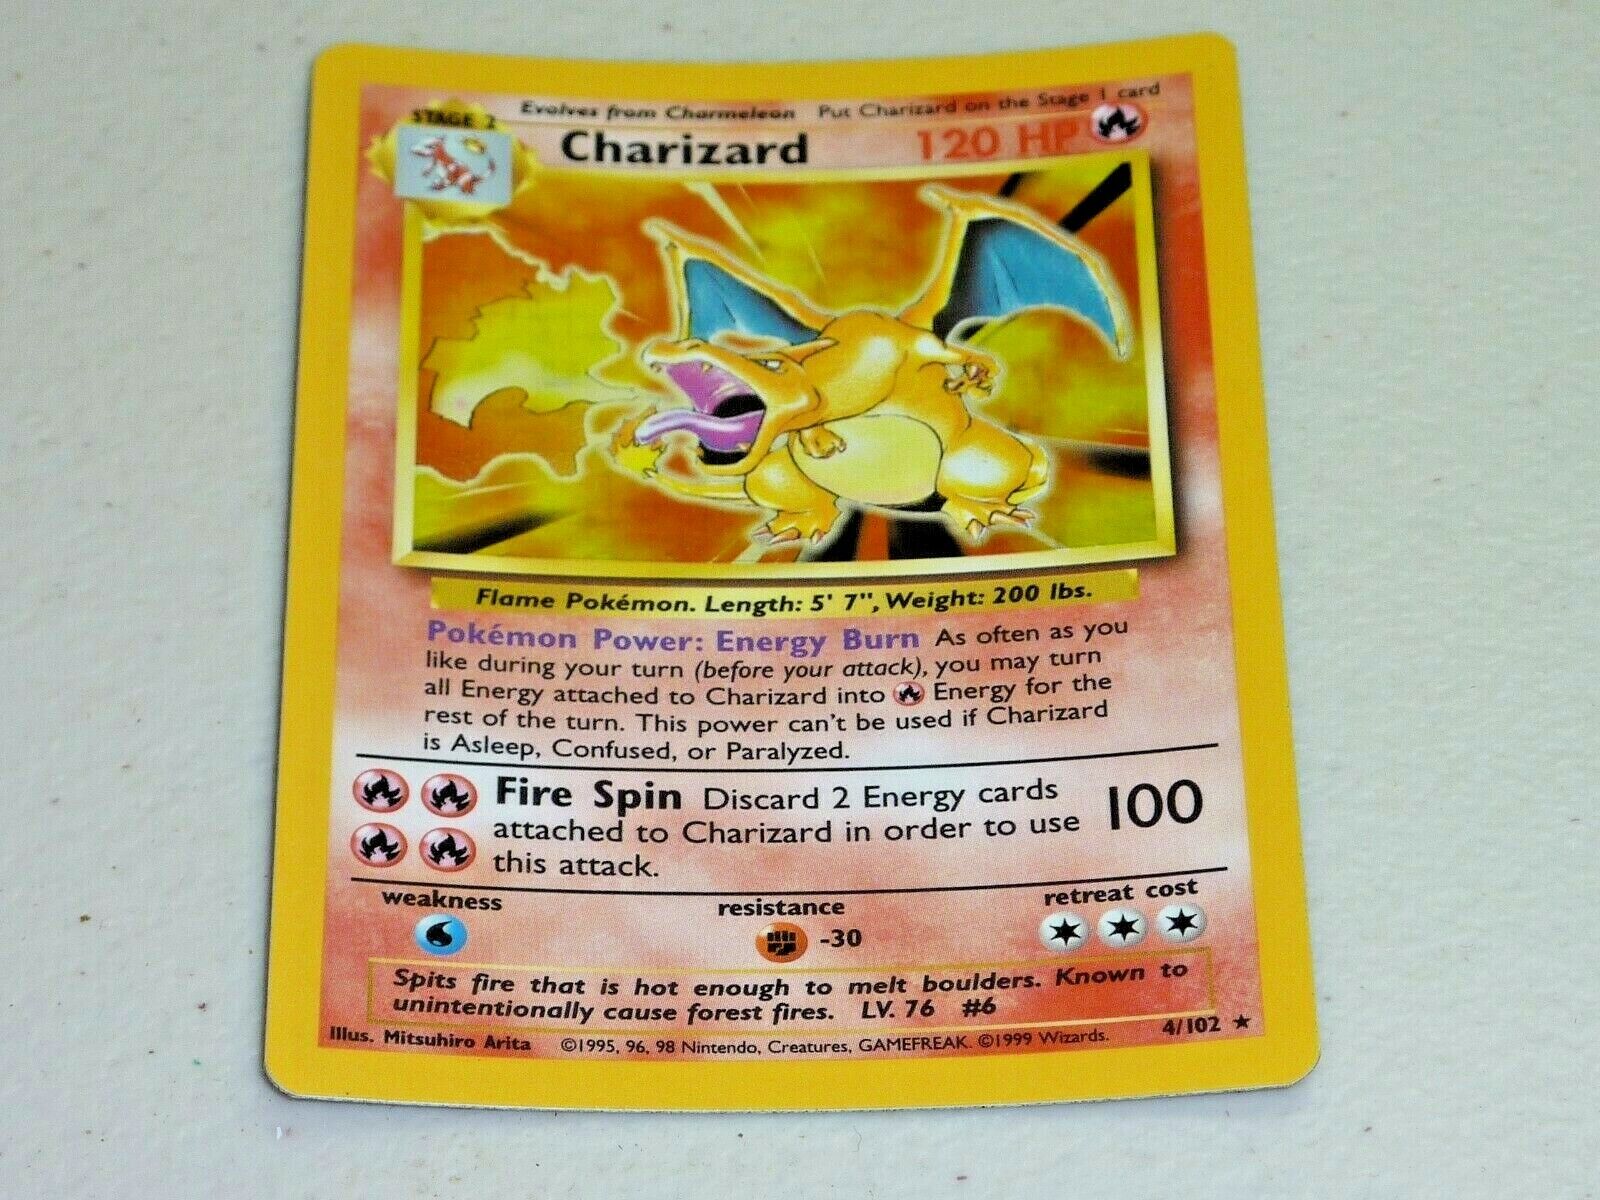 Evolves from Charmeleon Put Charizard on the Stage 1 card
STAGE 2
Charizard 120 HP
Flame Pokémon. Length: 5' 7", Weight: 200 lbs.
Pokémon Power: Energy Burn As often as you
like during your turn (before your attack), you may turn
all Energy attached to Charizard into Energy for the
rest of the turn. This power can't be used if Charizard
is Asleep, Confused, or Paralyzed.
Fire Spin Discard 2 Energy cards
attached to Charizard in order to use
this attack.
100
weakness resistance retreat cost
-30
Spits fire that is hot enough to melt boulders. Known to
unintentionally cause forest fires. LV. 76 #6
Illus. Mitsuhiro Arita ©1995, 96, 98 Nintendo, Creatures, GAMEFREAK. ©1999 Wizards. 4/102 ★